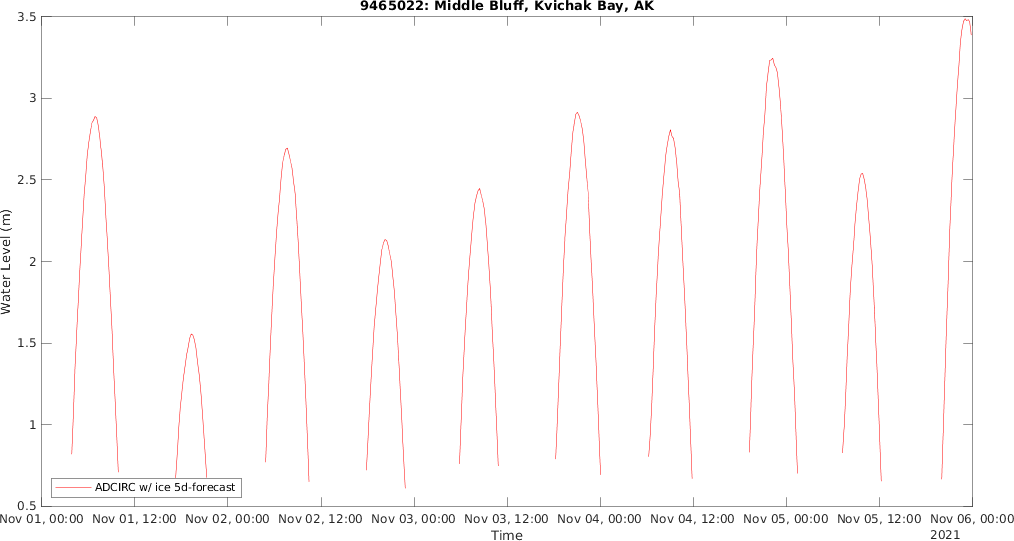 9465022: Middle Bluff, Kvichak Bay, AK
3.5
3
2.5
2
1.5
1
0.5
Water Level (m)
ADCIRC w/ ice 5d-forecast
Nov 01, 00:00 Nov 01, 12:00 Nov 02, 00:00 Nov 02, 12:00 Nov 03, 00:00 Nov 03, 12:00 Nov 04, 00:00 Nov 04, 12:00 Nov 05, 00:00 Nov 05, 12:00 Nov 06, 00:00
Time
2021